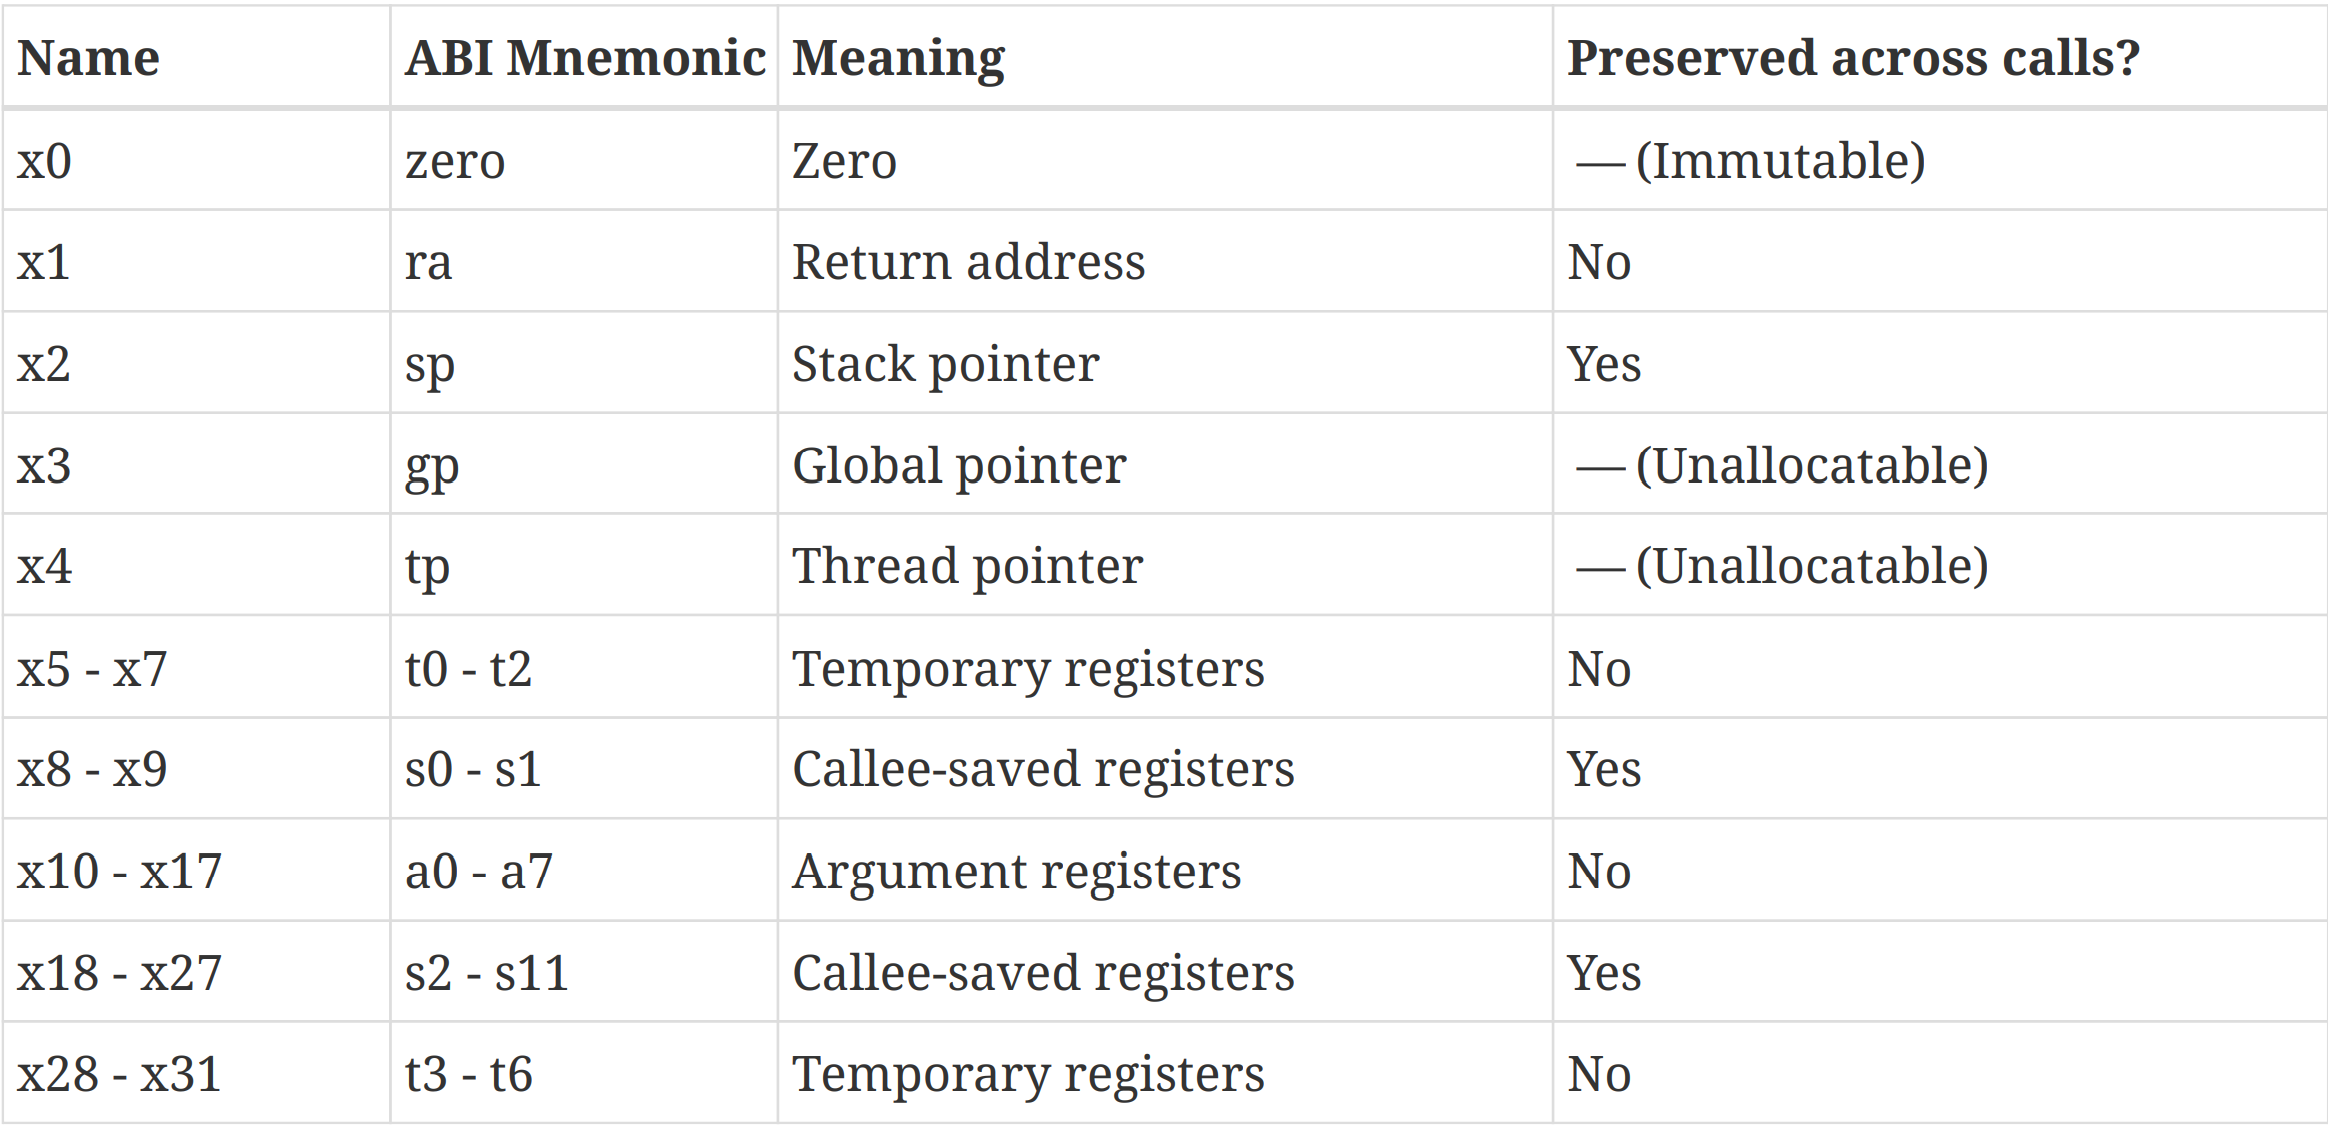 Name ABI Mnemonic Meaning Preserved across calls?
x0 zero Zero — (Immutable)
x1 ra Return address No
x2 sp Stack pointer Yes
x3 gp Global pointer — (Unallocatable)
x4 tp Thread pointer — (Unallocatable)
x5 - x7 t0 - t2 Temporary registers No
x8 - x9 s0 - s1 Callee-saved registers Yes
x10 - x17 a0 - a7 Argument registers No
x18 - x27 s2 - s11 Callee-saved registers Yes
x28 - x31 t3 - t6 Temporary registers No